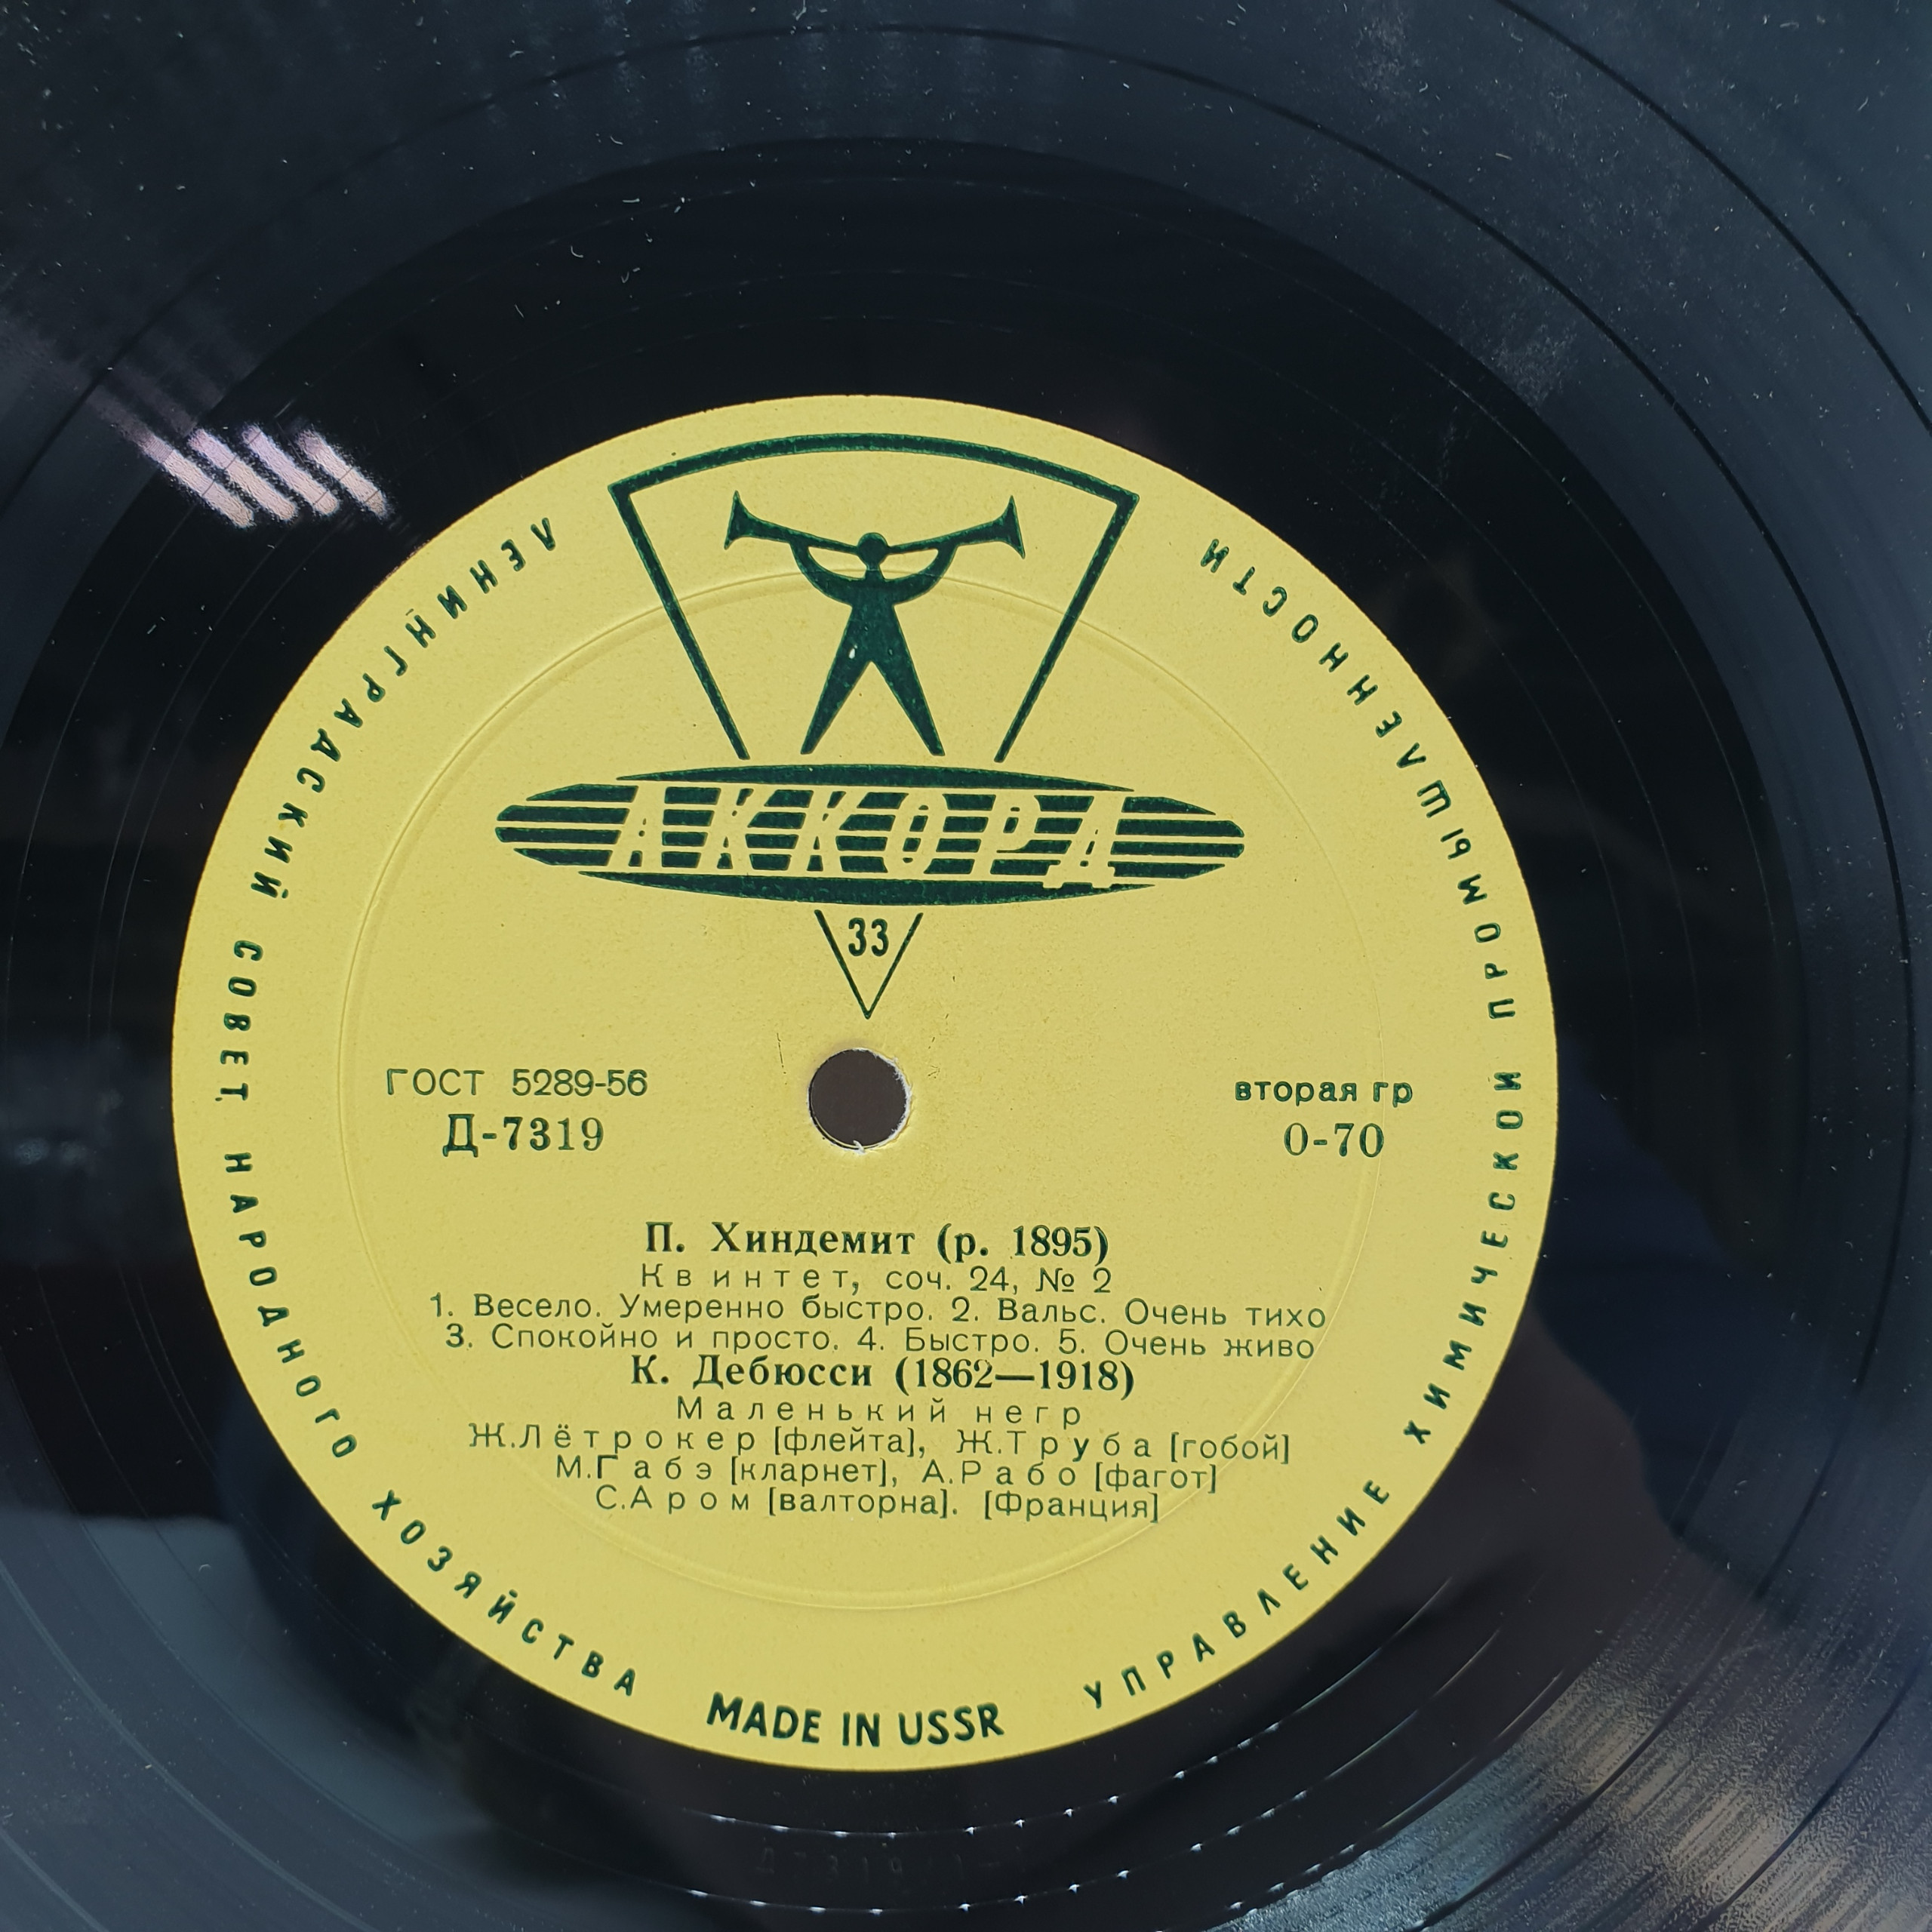 АККОРД
33
ГОСТ 5289-56
Д-7319
вторая гр
0-70
П. Хиндемит (р. 1895)
Квинтет, соч. 24, № 2
1. Весело. Умеренно быстро. 2. Вальс. Очень тихо
3. Спокойно и просто. 4. Быстро. 5. Очень живо
К. Дебюсси (1862—1918)
Маленький негр
Ж.Лётрокер [флейта], Ж.Труба [гобой]
М.Габэ [кларнет], А.Рабо [фагот]
С.Аром [валторна]. [Франция]
ЛЕНИНГРАДСКИЙ СОВЕТ НАРОДНОГО ХОЗЯЙСТВА
MADE IN USSR
УПРАВЛЕНИЕ ХИМИЧЕСКОЙ ПРОМЫШЛЕННОСТИ